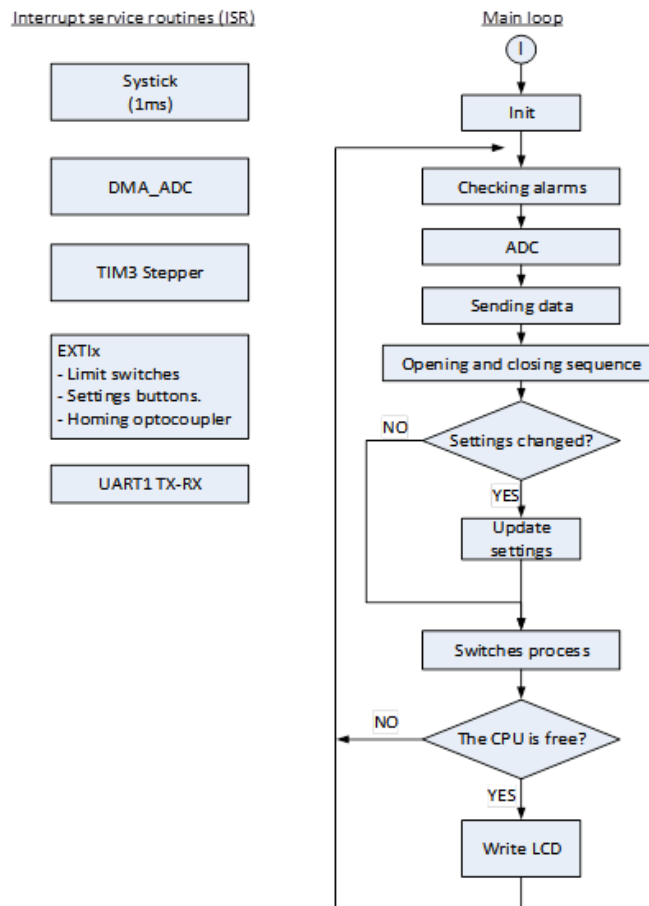 Interrupt service routines (ISR)
Systick
(1ms)
DMA_ADC
TIM3 Stepper
EXTIx
- Limit switches
- Settings buttons.
- Homing optocoupler
UART1 TX-RX
Main loop
I
Init
Checking alarms
ADC
Sending data
Opening and closing sequence
Settings changed?
NO
YES
Update
settings
Switches process
The CPU is free?
NO
YES
Write LCD